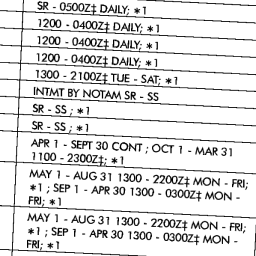 SR - 0500Z‡ DAILY; *1
1200 - 0400Z‡ DAILY; *1
1200 - 0400Z‡ DAILY; *1
1200 - 0400Z‡ DAILY; *1
1300 - 2100Z‡ TUE - SAT; *1
INTMT BY NOTAM SR - SS
SR - SS ; *1
SR - SS ; *1
APR 1 - SEPT 30 CONT ; OCT 1 - MAR 31
1100 - 2300Z‡; *1
MAY 1 - AUG 31 1300 - 2200Z‡ MON - FRI;
*1 ; SEP 1 - APR 30 1300 - 0300Z‡ MON -
FRI; *1
MAY 1 - AUG 31 1300 - 2200Z‡ MON - FRI;
*1 ; SEP 1 - APR 30 1300 - 0300Z‡ MON -
FRI; *1